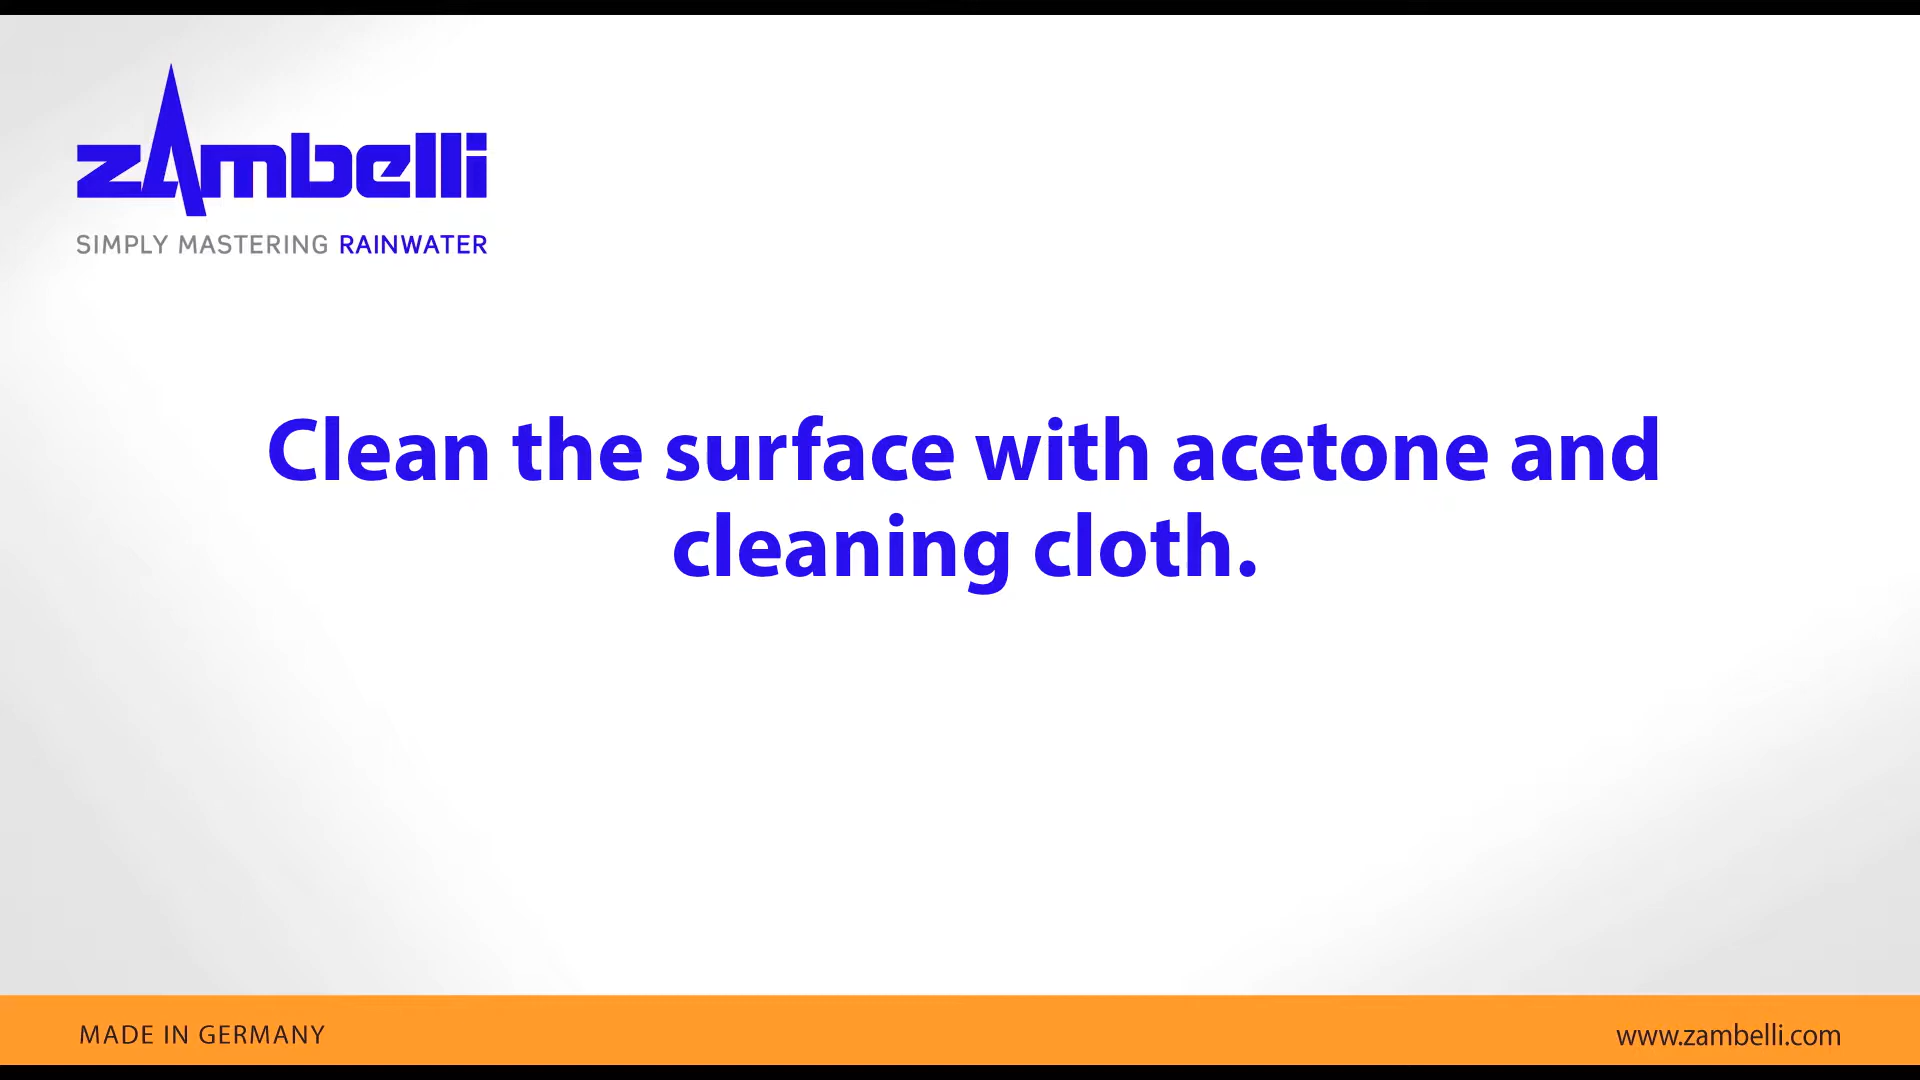 zAmbelli
SIMPLY MASTERING RAINWATER
Clean the surface with acetone and
cleaning cloth.
MADE IN GERMANY
www.zambelli.com